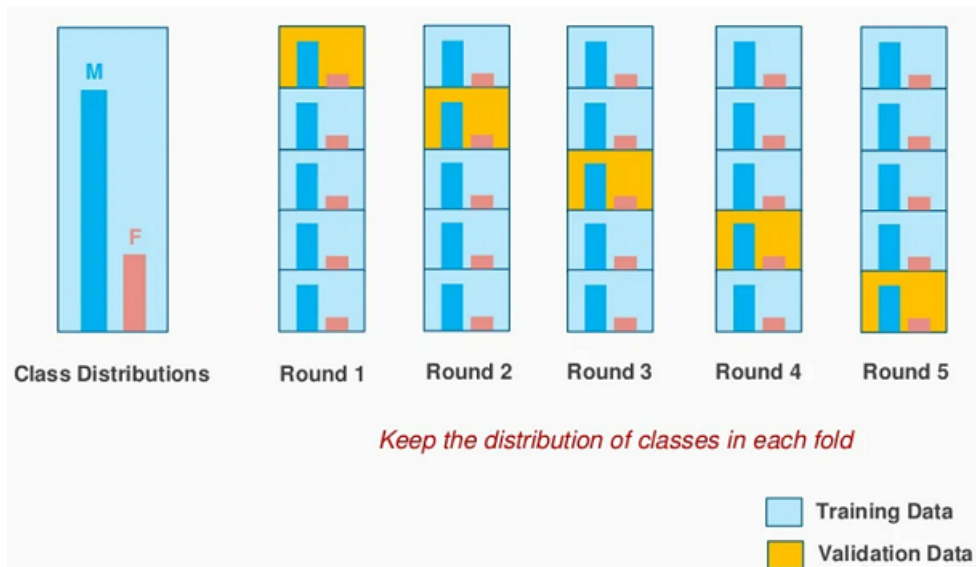 M
F
Class Distributions
Round 1
Round 2
Round 3
Round 4
Round 5
Keep the distribution of classes in each fold
Training Data
Validation Data